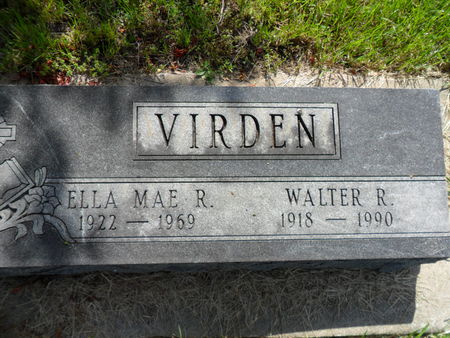 VIRDEN
ELLA MAE R. WALTER R.
1922 — 1969 1918 — 1990